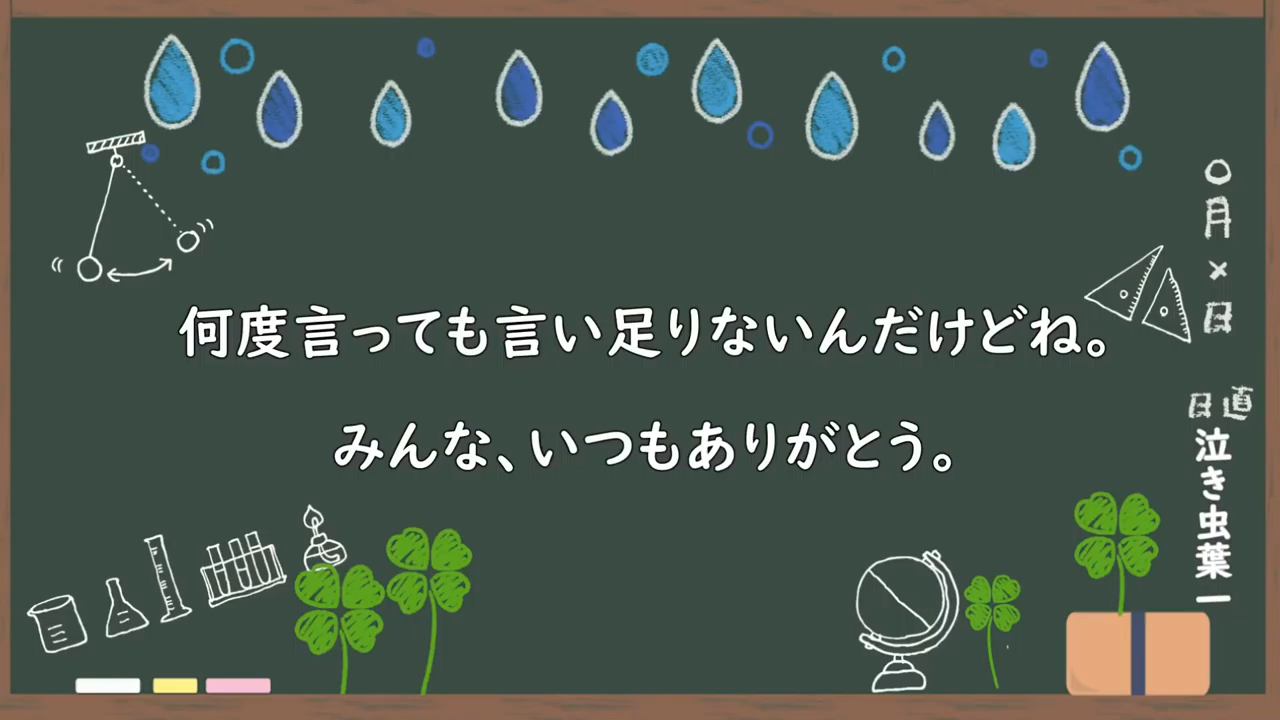 何度言っても言い足りないんだけどね。
みんな、いつもありがとう。
○月×日
日直
泣き虫葉一